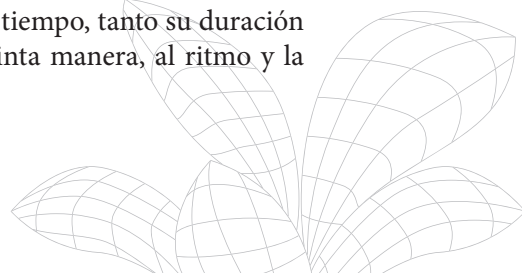 tiempo, tanto su duración
inta manera, al ritmo y la